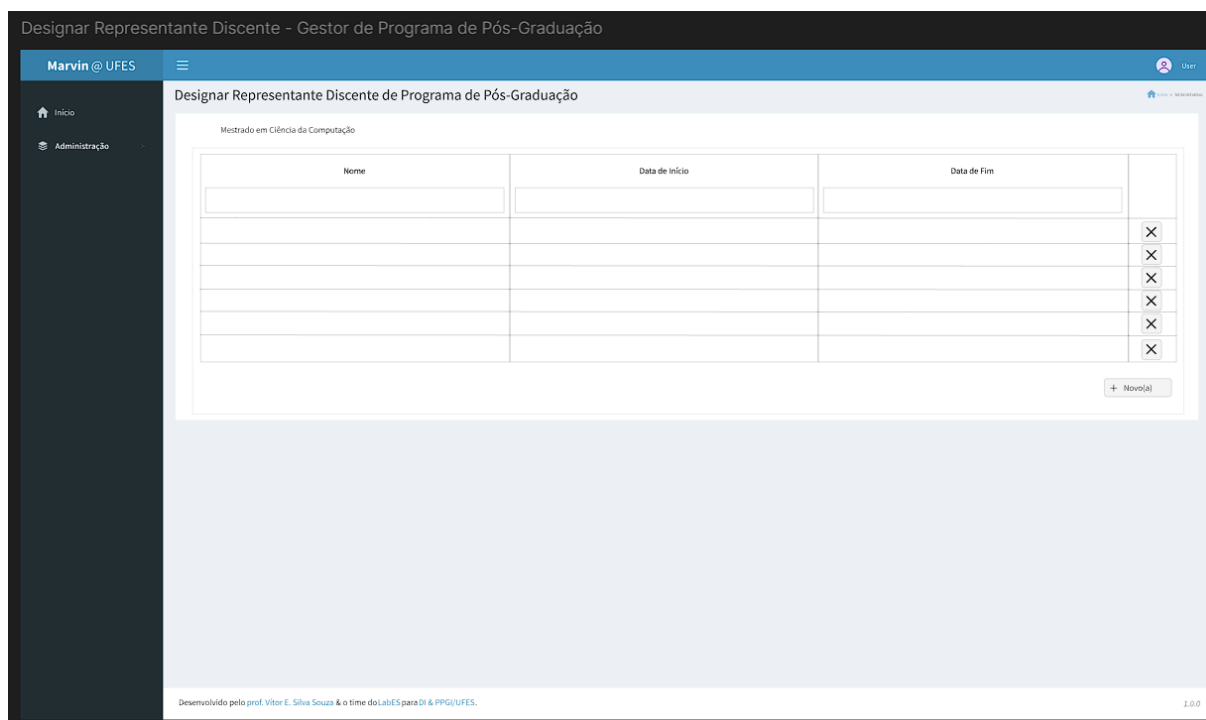 Designar Representante Discente - Gestor de Programa de Pós-Graduação
Marvin @ UFES
User
Designar Representante Discente de Programa de Pós-Graduação
Início
Mestrado em Ciência da Computação
Administração
Nome Data de Início Data de Fim
+ Novo(a)
Desenvolvido pelo prof. Vítor E. Silva Souza & o time do LabES para DI & PPGI/UFES.
1.0.0